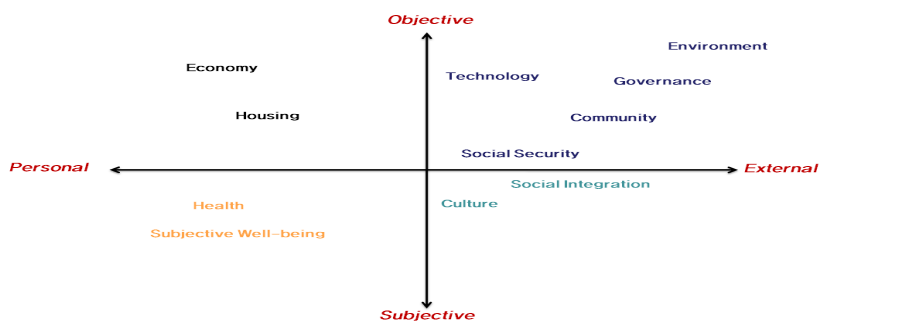 Objective
Environment
Economy
Technology
Governance
Housing
Community
Social Security
Personal
External
Social Integration
Health
Culture
Subjective Well-being
Subjective